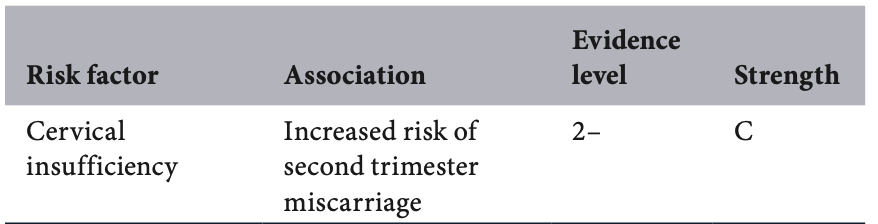 Risk factor Association Evidence level Strength
Cervical insufficiency Increased risk of second trimester miscarriage 2– C